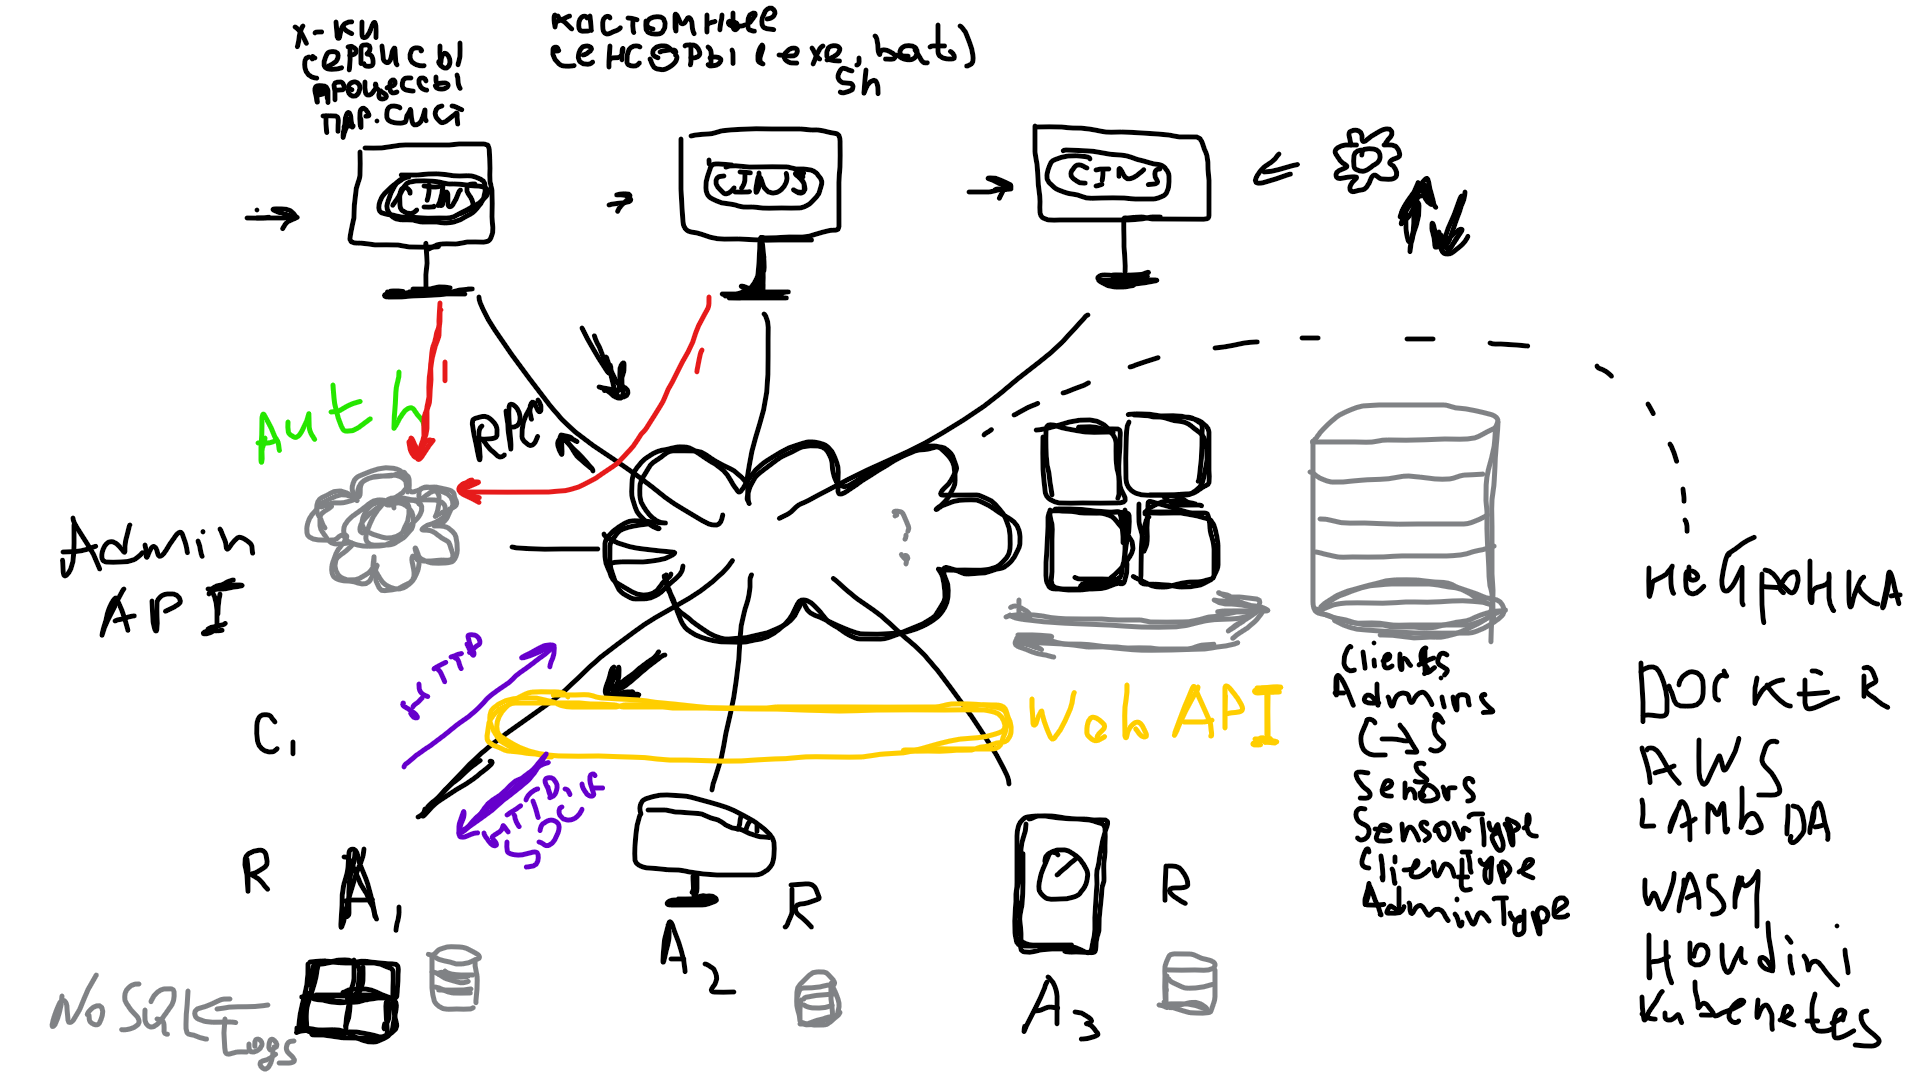 х-ки
сервисы
процессы
пар.сист
кастомные
сенсоры (exe, bat)
sh
CINS
CINS
CINS
Auth
RPC
Admin
API
?
нейронка
HTTP
Web API
C1
HTTP,
SOCK
Clients
Admins
C→S
Sensors
SensorType
ClientType
AdminType
DOCKER
AWS
LAMbDA
WASM
Houdini
Kubenetes
R
A1
R
A2
R
A3
NoSQL
Logs